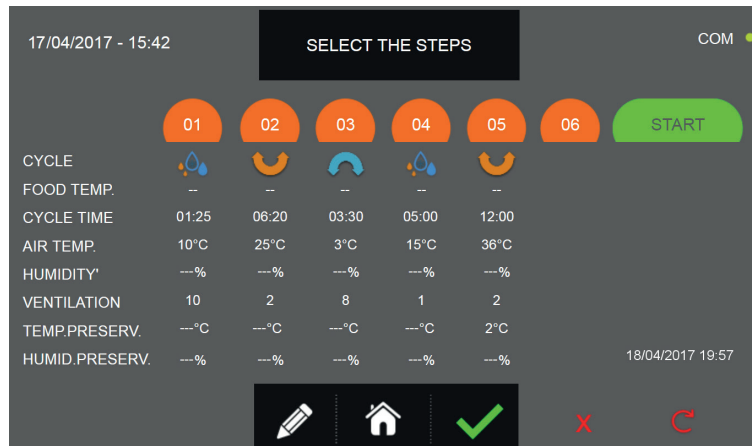 17/04/2017 - 15:42 SELECT THE STEPS COM
01 02 03 04 05 06 START
CYCLE
FOOD TEMP. -- -- -- -- --
CYCLE TIME 01:25 06:20 03:30 05:00 12:00
AIR TEMP. 10°C 25°C 3°C 15°C 36°C
HUMIDITY' ---% ---% ---% ---% ---%
VENTILATION 10 2 8 1 2
TEMP.PRESERV. ---°C ---°C ---°C ---°C 2°C
HUMID.PRESERV. ---% ---% ---% ---% ---% 18/04/2017 19:57
X